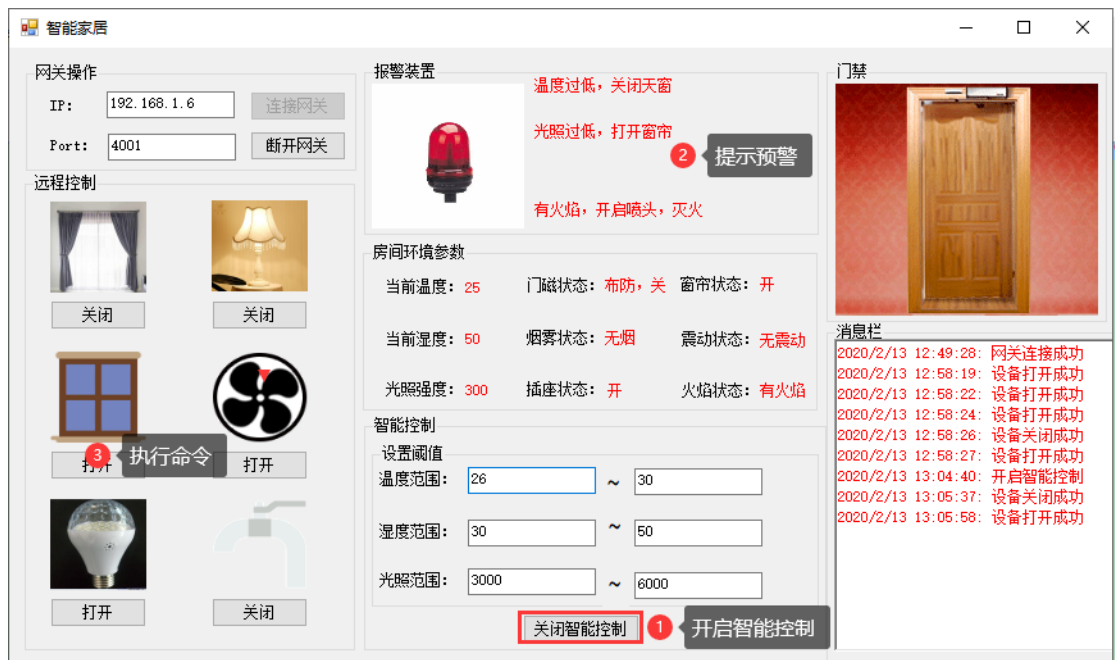 智能家居
网关操作
IP: 192.168.1.6 连接网关
Port: 4001 断开网关
远程控制
关闭 关闭
打开 打开
3 执行命令
打开 关闭
报警装置
温度过低，关闭天窗
光照过低，打开窗帘
2 提示预警
有火焰，开启喷头，灭火
房间环境参数
当前温度: 25 门磁状态: 布防，关 窗帘状态: 开
当前湿度: 50 烟雾状态: 无烟 震动状态: 无震动
光照强度: 300 插座状态: 开 火焰状态: 有火焰
智能控制
设置阈值
温度范围: 26 ~ 30
湿度范围: 30 ~ 50
光照范围: 3000 ~ 6000
关闭智能控制 1 开启智能控制
门禁
消息栏
2020/2/13 12:49:28: 网关连接成功
2020/2/13 12:58:19: 设备打开成功
2020/2/13 12:58:22: 设备打开成功
2020/2/13 12:58:24: 设备打开成功
2020/2/13 12:58:26: 设备关闭成功
2020/2/13 12:58:27: 设备打开成功
2020/2/13 13:04:40: 开启智能控制
2020/2/13 13:05:37: 设备关闭成功
2020/2/13 13:05:58: 设备打开成功